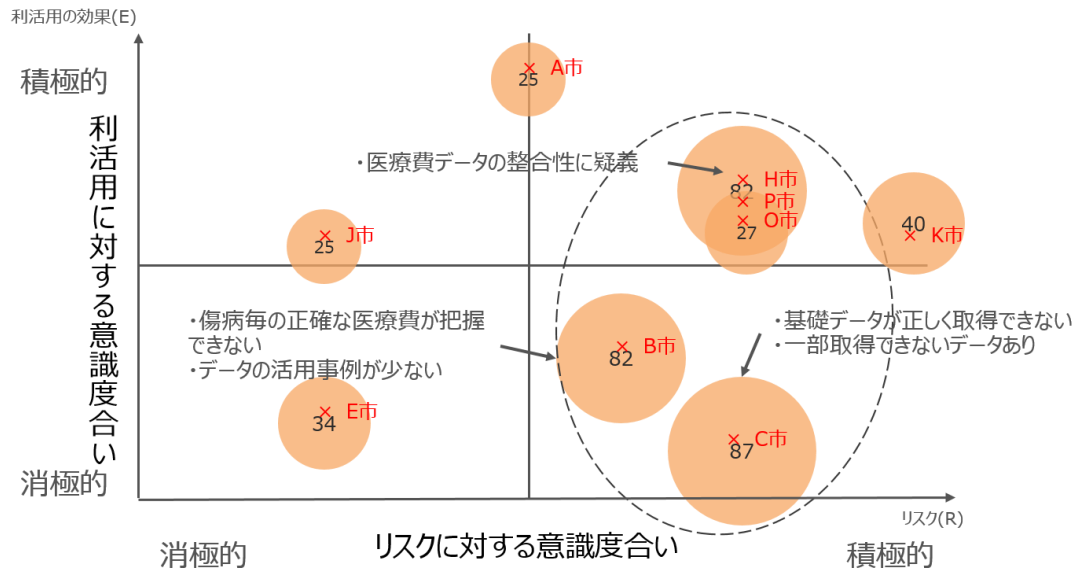 利活用の効果(E)
積極的
利活用に対する意識度合い
消極的
A市
25
・医療費データの整合性に疑義
H市
82
P市
O市
27
40
K市
J市
25
・傷病毎の正確な医療費が把握
できない
・データの活用事例が少ない
・基礎データが正しく取得できない
・一部取得できないデータあり
B市
82
E市
34
C市
87
リスク(R)
消極的
リスクに対する意識度合い
積極的